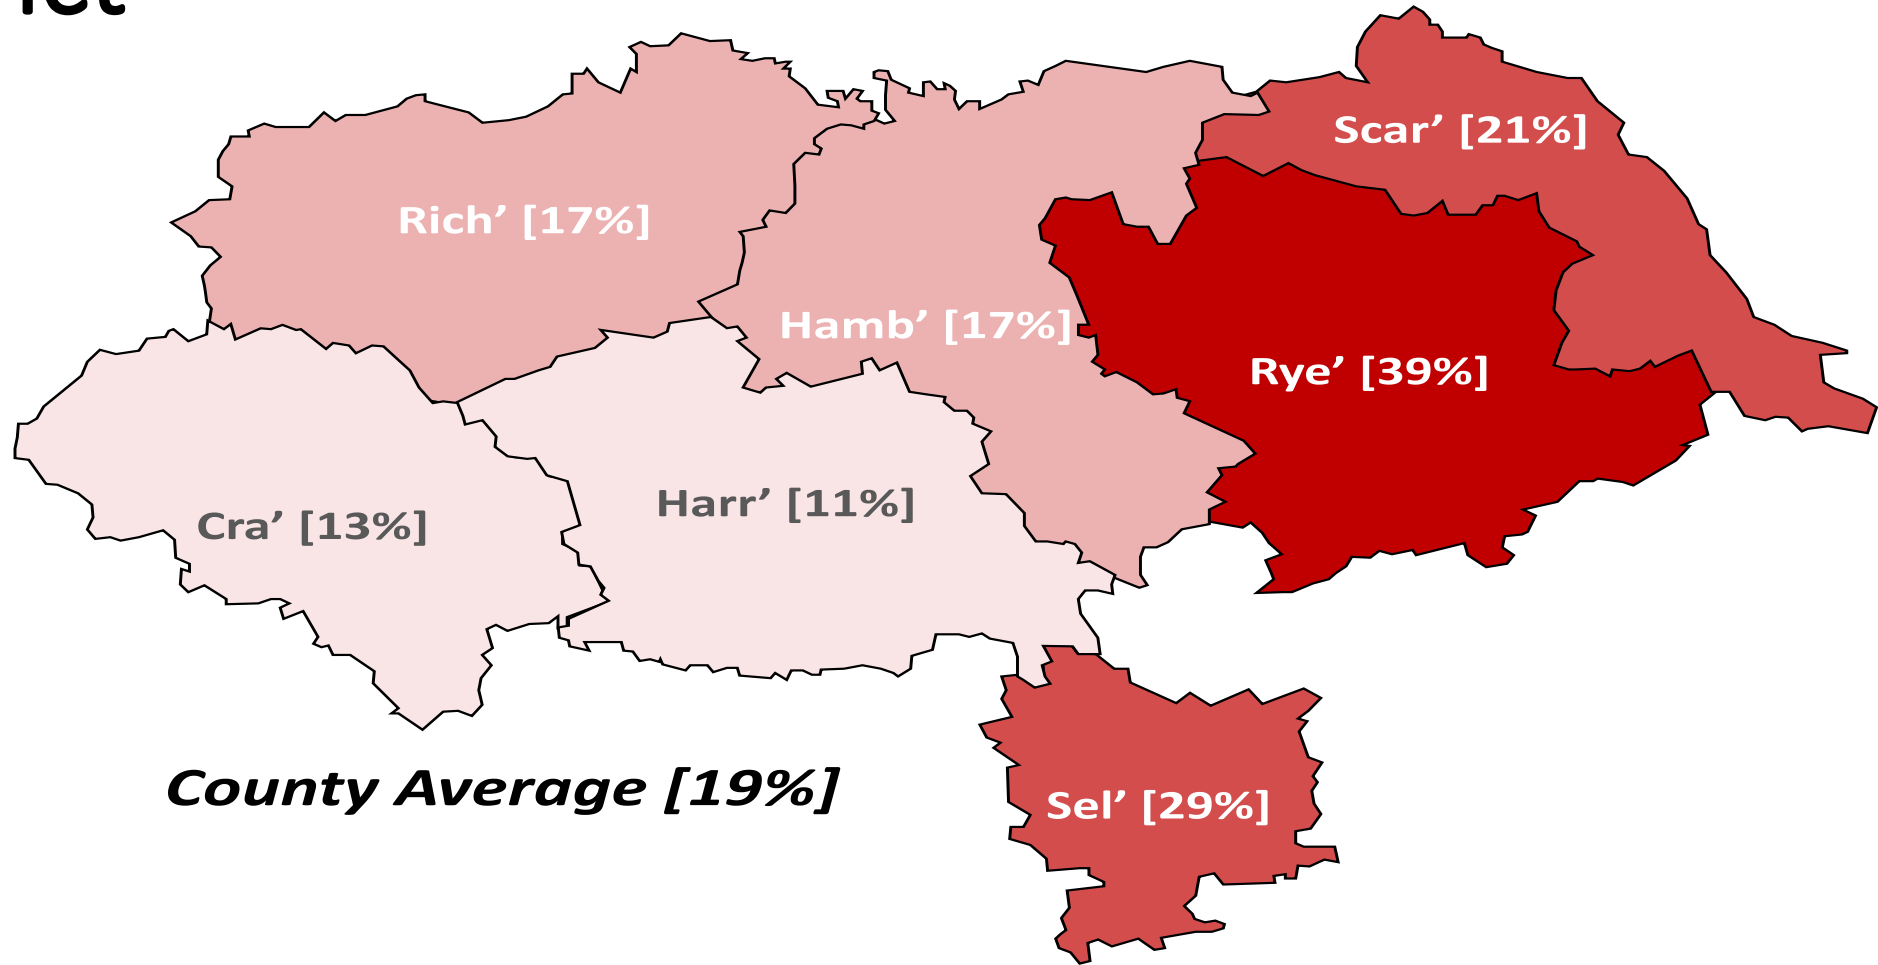 Scar’ [21%]
Rich’ [17%]
Hamb’ [17%]
Rye’ [39%]
Harr’ [11%]
Cra’ [13%]
County Average [19%]
Sel’ [29%]